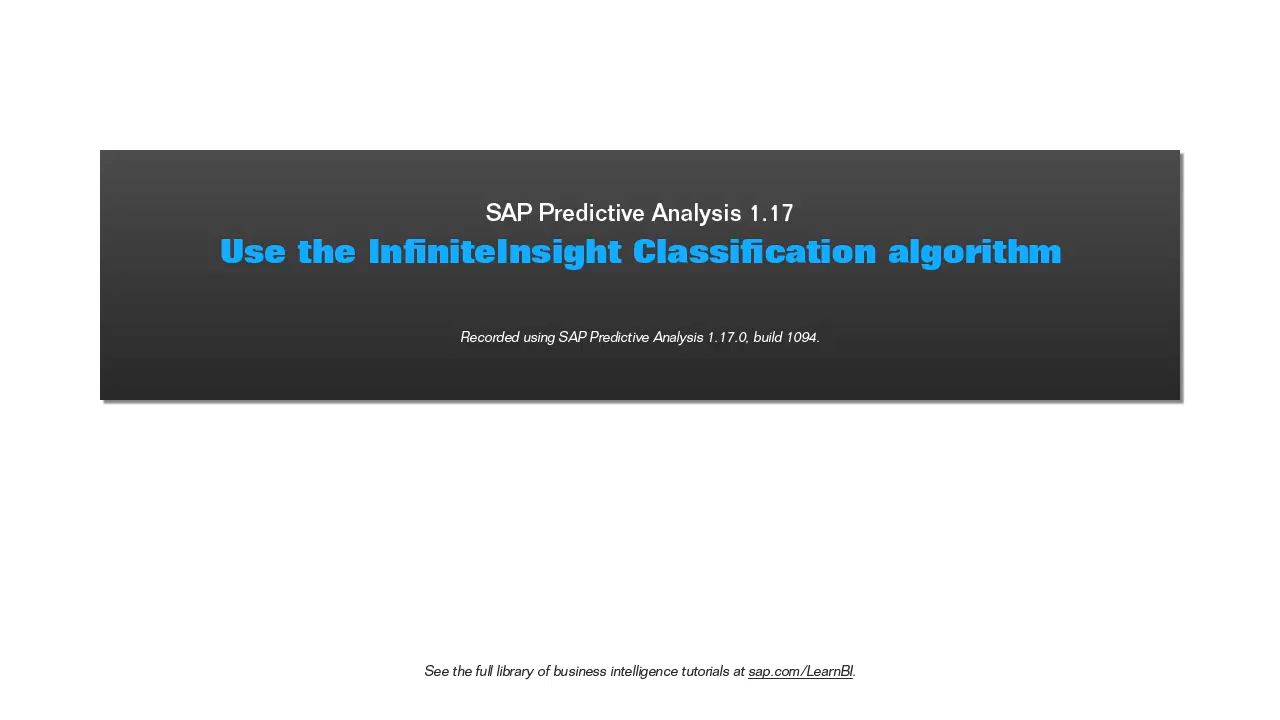 SAP Predictive Analysis 1.17
Use the InfiniteInsight Classification algorithm
Recorded using SAP Predictive Analysis 1.17.0, build 1094.
See the full library of business intelligence tutorials at sap.com/LearnBI.